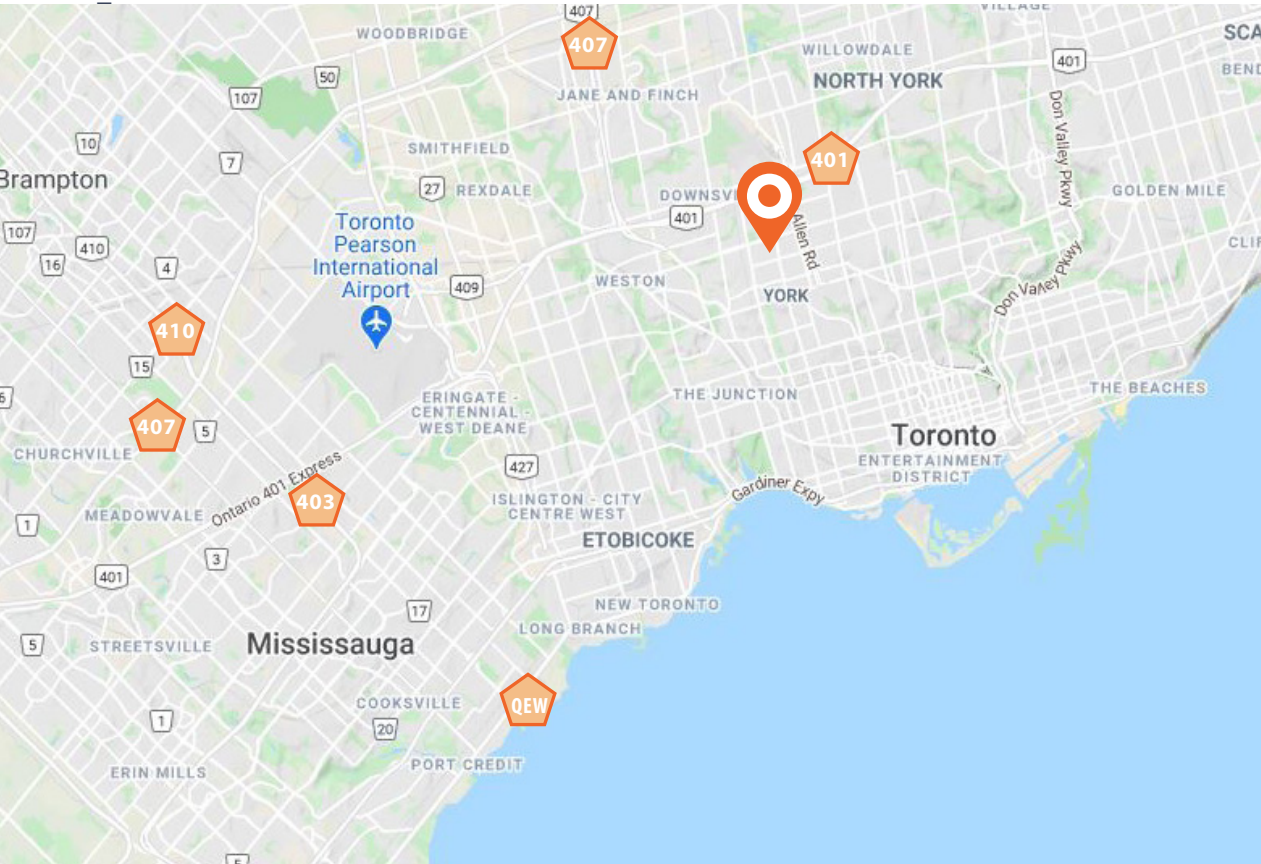 407
VILLAGE
WOODBRIDGE
407
SCA
WILLOWDALE
401
BEND
50
NORTH YORK
107
JANE AND FINCH
Don Valley Pkwy
10
SMITHFIELD
7
401
Brampton
27
REXDALE
DOWNSVI
GOLDEN MILE
401
107
Toronto
Pearson
International
Airport
Allen Rd
410
CLIF
16
4
409
WESTON
Don Valley Pkwy
YORK
410
15
ERINGATE -
CENTENNIAL -
WEST DEANE
THE JUNCTION
THE BEACHES
6
407
5
Toronto
CHURCHVILLE
ENTERTAINMENT
DISTRICT
427
Ontario 401 Express
Gardiner Expy
403
ISLINGTON - CITY
CENTRE WEST
MEADOWVALE
1
ETOBICOKE
3
401
17
NEW TORONTO
LONG BRANCH
5
STREETSVILLE
Mississauga
COOKSVILLE
QEW
1
20
ERIN MILLS
PORT CREDIT
5